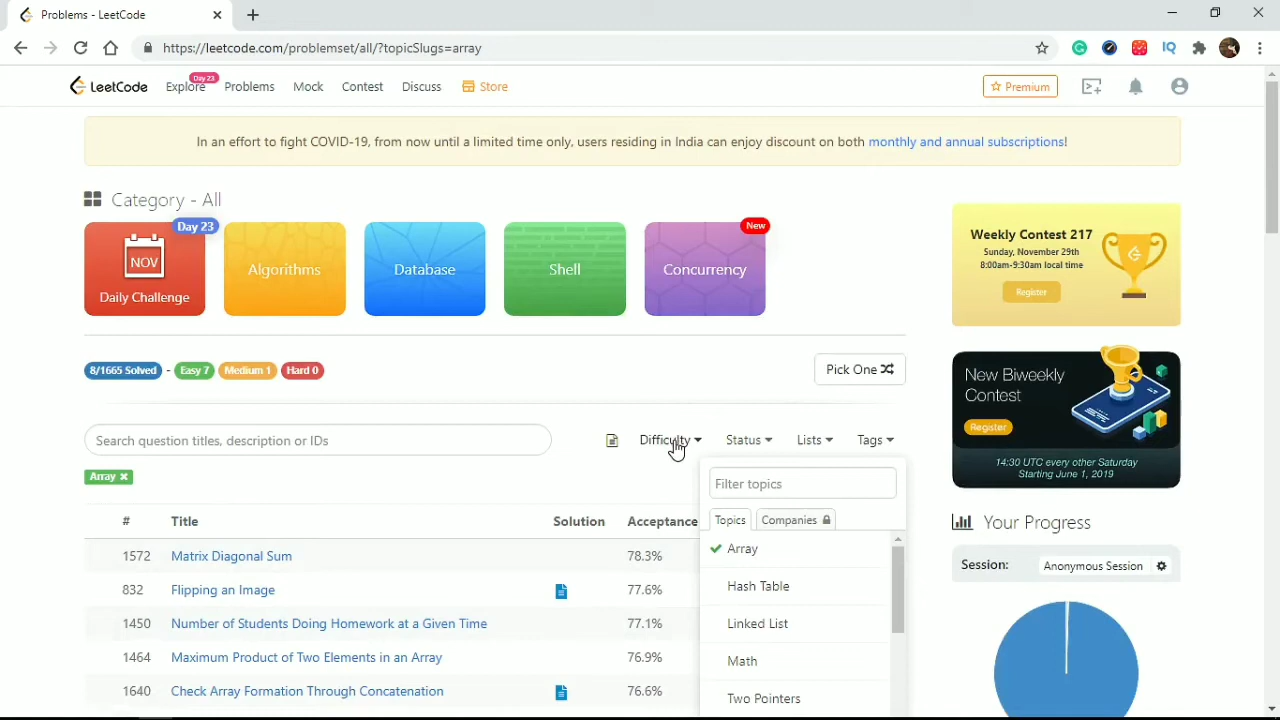 Problems - LeetCode
https://leetcode.com/problemset/all/?topicSlugs=array
IQ
LeetCode
Explore
Day 23
Problems
Mock
Contest
Discuss
Store
Premium
In an effort to fight COVID-19, from now until a limited time only, users residing in India can enjoy discount on both monthly and annual subscriptions!
Category - All
Day 23
NOV
Daily Challenge
Algorithms
Database
Shell
New
Concurrency
Weekly Contest 217
Sunday, November 29th
8:00am-9:30am local time
Register
8/1665 Solved - Easy 7 Medium 1 Hard 0
Pick One
New Biweekly
Contest
Register
14:30 UTC every other Saturday
Starting June 1, 2019
Search question titles, description or IDs
Difficulty Status Lists Tags
Array ×
Filter topics
Topics Companies
Array
Hash Table
Linked List
Math
Two Pointers
# Title Solution Acceptance
1572 Matrix Diagonal Sum 78.3%
832 Flipping an Image 77.6%
1450 Number of Students Doing Homework at a Given Time 77.1%
1464 Maximum Product of Two Elements in an Array 76.9%
1640 Check Array Formation Through Concatenation 76.6%
Your Progress
Session: Anonymous Session